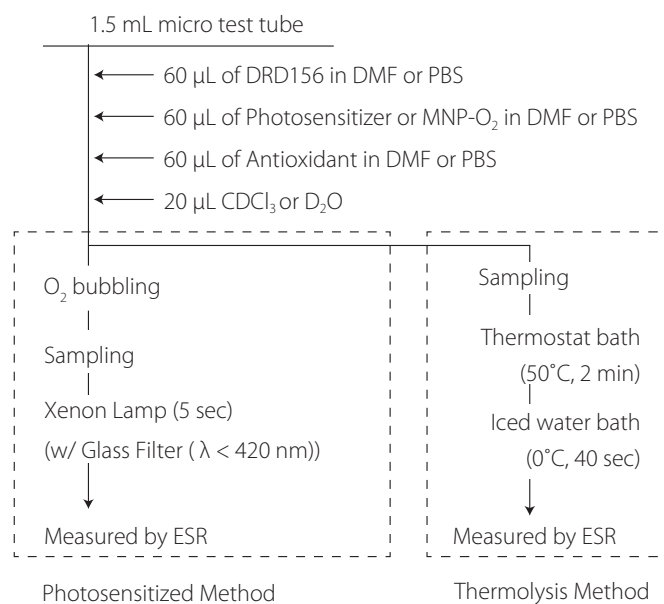 1.5 mL micro test tube
60 μL of DRD156 in DMF or PBS
60 μL of Photosensitizer or MNP-O₂ in DMF or PBS
60 μL of Antioxidant in DMF or PBS
20 μL CDCl₃ or D₂O
O₂ bubbling
Sampling
Xenon Lamp (5 sec)
(w/ Glass Filter ( λ < 420 nm))
Measured by ESR
Photosensitized Method
Sampling
Thermostat bath
(50˚C, 2 min)
Iced water bath
(0˚C, 40 sec)
Measured by ESR
Thermolysis Method